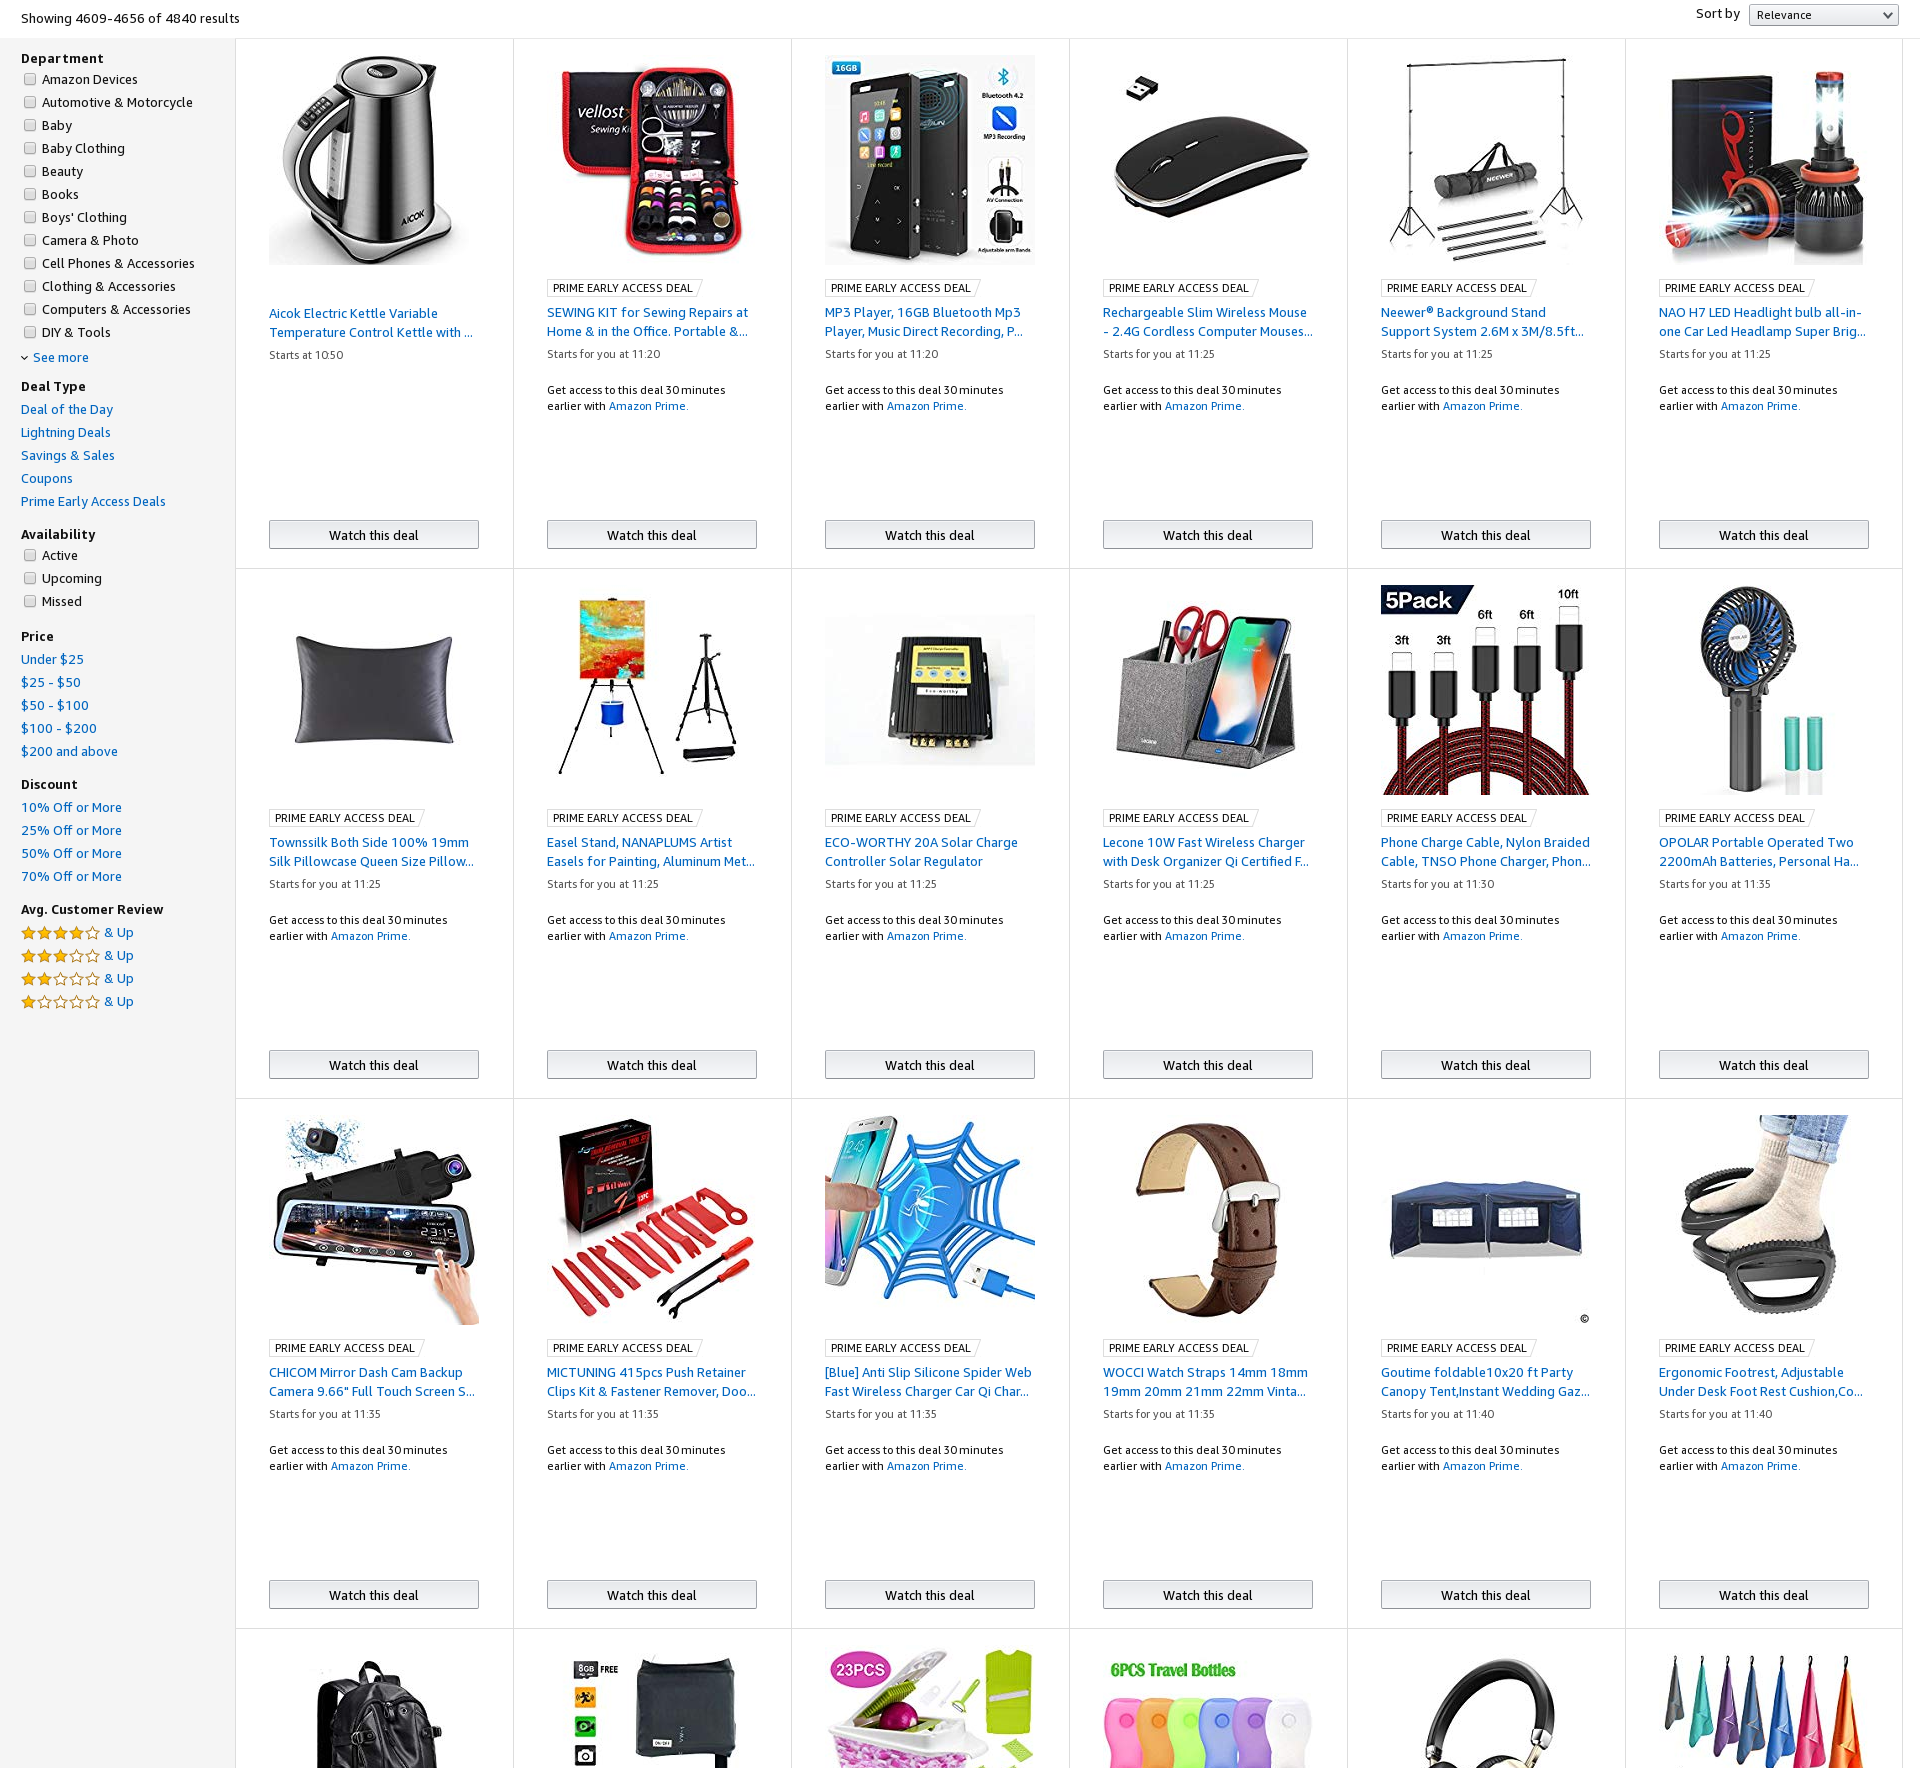 Showing 4609-4656 of 4840 results
Sort by
Relevance
Department
Amazon Devices
Automotive & Motorcycle
Baby
Baby Clothing
Beauty
Books
Boys' Clothing
Camera & Photo
Cell Phones & Accessories
Clothing & Accessories
Computers & Accessories
DIY & Tools
See more
Deal Type
Deal of the Day
Lightning Deals
Savings & Sales
Coupons
Prime Early Access Deals
Availability
Active
Upcoming
Missed
Price
Under $25
$25 - $50
$50 - $100
$100 - $200
$200 and above
Discount
10% Off or More
25% Off or More
50% Off or More
70% Off or More
Avg. Customer Review
& Up
& Up
& Up
& Up
AICOK
Aicok Electric Kettle Variable
Temperature Control Kettle with ...
Starts at 10:50
Watch this deal
vellost
Sewing Kit
PRIME EARLY ACCESS DEAL
SEWING KIT for Sewing Repairs at
Home & in the Office. Portable &...
Starts for you at 11:20
Get access to this deal 30 minutes
earlier with Amazon Prime.
Watch this deal
16GB
Bluetooth 4.2
MP3 Recording
AV Connection
Adjustable arm Bands
PRIME EARLY ACCESS DEAL
MP3 Player, 16GB Bluetooth Mp3
Player, Music Direct Recording, P...
Starts for you at 11:20
Get access to this deal 30 minutes
earlier with Amazon Prime.
Watch this deal
PRIME EARLY ACCESS DEAL
Rechargeable Slim Wireless Mouse
- 2.4G Cordless Computer Mouses...
Starts for you at 11:25
Get access to this deal 30 minutes
earlier with Amazon Prime.
Watch this deal
NEEWER
PRIME EARLY ACCESS DEAL
Neewer® Background Stand
Support System 2.6M x 3M/8.5ft...
Starts for you at 11:25
Get access to this deal 30 minutes
earlier with Amazon Prime.
Watch this deal
PRIME EARLY ACCESS DEAL
NAO H7 LED Headlight bulb all-in-
one Car Led Headlamp Super Brig...
Starts for you at 11:25
Get access to this deal 30 minutes
earlier with Amazon Prime.
Watch this deal
PRIME EARLY ACCESS DEAL
Townssilk Both Side 100% 19mm
Silk Pillowcase Queen Size Pillow...
Starts for you at 11:25
Get access to this deal 30 minutes
earlier with Amazon Prime.
Watch this deal
PRIME EARLY ACCESS DEAL
Easel Stand, NANAPLUMS Artist
Easels for Painting, Aluminum Met...
Starts for you at 11:25
Get access to this deal 30 minutes
earlier with Amazon Prime.
Watch this deal
Eco-worthy
PRIME EARLY ACCESS DEAL
ECO-WORTHY 20A Solar Charge
Controller Solar Regulator
Starts for you at 11:25
Get access to this deal 30 minutes
earlier with Amazon Prime.
Watch this deal
Lecone
PRIME EARLY ACCESS DEAL
Lecone 10W Fast Wireless Charger
with Desk Organizer Qi Certified F...
Starts for you at 11:25
Get access to this deal 30 minutes
earlier with Amazon Prime.
Watch this deal
5Pack
3ft
3ft
6ft
6ft
10ft
PRIME EARLY ACCESS DEAL
Phone Charge Cable, Nylon Braided
Cable, TNSO Phone Charger, Phon...
Starts for you at 11:30
Get access to this deal 30 minutes
earlier with Amazon Prime.
Watch this deal
OPOLAR
PRIME EARLY ACCESS DEAL
OPOLAR Portable Operated Two
2200mAh Batteries, Personal Ha...
Starts for you at 11:35
Get access to this deal 30 minutes
earlier with Amazon Prime.
Watch this deal
23:15
PRIME EARLY ACCESS DEAL
CHICOM Mirror Dash Cam Backup
Camera 9.66" Full Touch Screen S...
Starts for you at 11:35
Get access to this deal 30 minutes
earlier with Amazon Prime.
Watch this deal
PRIME EARLY ACCESS DEAL
MICTUNING 415pcs Push Retainer
Clips Kit & Fastener Remover, Doo...
Starts for you at 11:35
Get access to this deal 30 minutes
earlier with Amazon Prime.
Watch this deal
12:45
PRIME EARLY ACCESS DEAL
[Blue] Anti Slip Silicone Spider Web
Fast Wireless Charger Car Qi Char...
Starts for you at 11:35
Get access to this deal 30 minutes
earlier with Amazon Prime.
Watch this deal
PRIME EARLY ACCESS DEAL
WOCCI Watch Straps 14mm 18mm
19mm 20mm 21mm 22mm Vinta...
Starts for you at 11:35
Get access to this deal 30 minutes
earlier with Amazon Prime.
Watch this deal
©
PRIME EARLY ACCESS DEAL
Goutime foldable10x20 ft Party
Canopy Tent,Instant Wedding Gaz...
Starts for you at 11:40
Get access to this deal 30 minutes
earlier with Amazon Prime.
Watch this deal
PRIME EARLY ACCESS DEAL
Ergonomic Footrest, Adjustable
Under Desk Foot Rest Cushion,Co...
Starts for you at 11:40
Get access to this deal 30 minutes
earlier with Amazon Prime.
Watch this deal
8GB FREE
23PCS
6PCS Travel Bottles